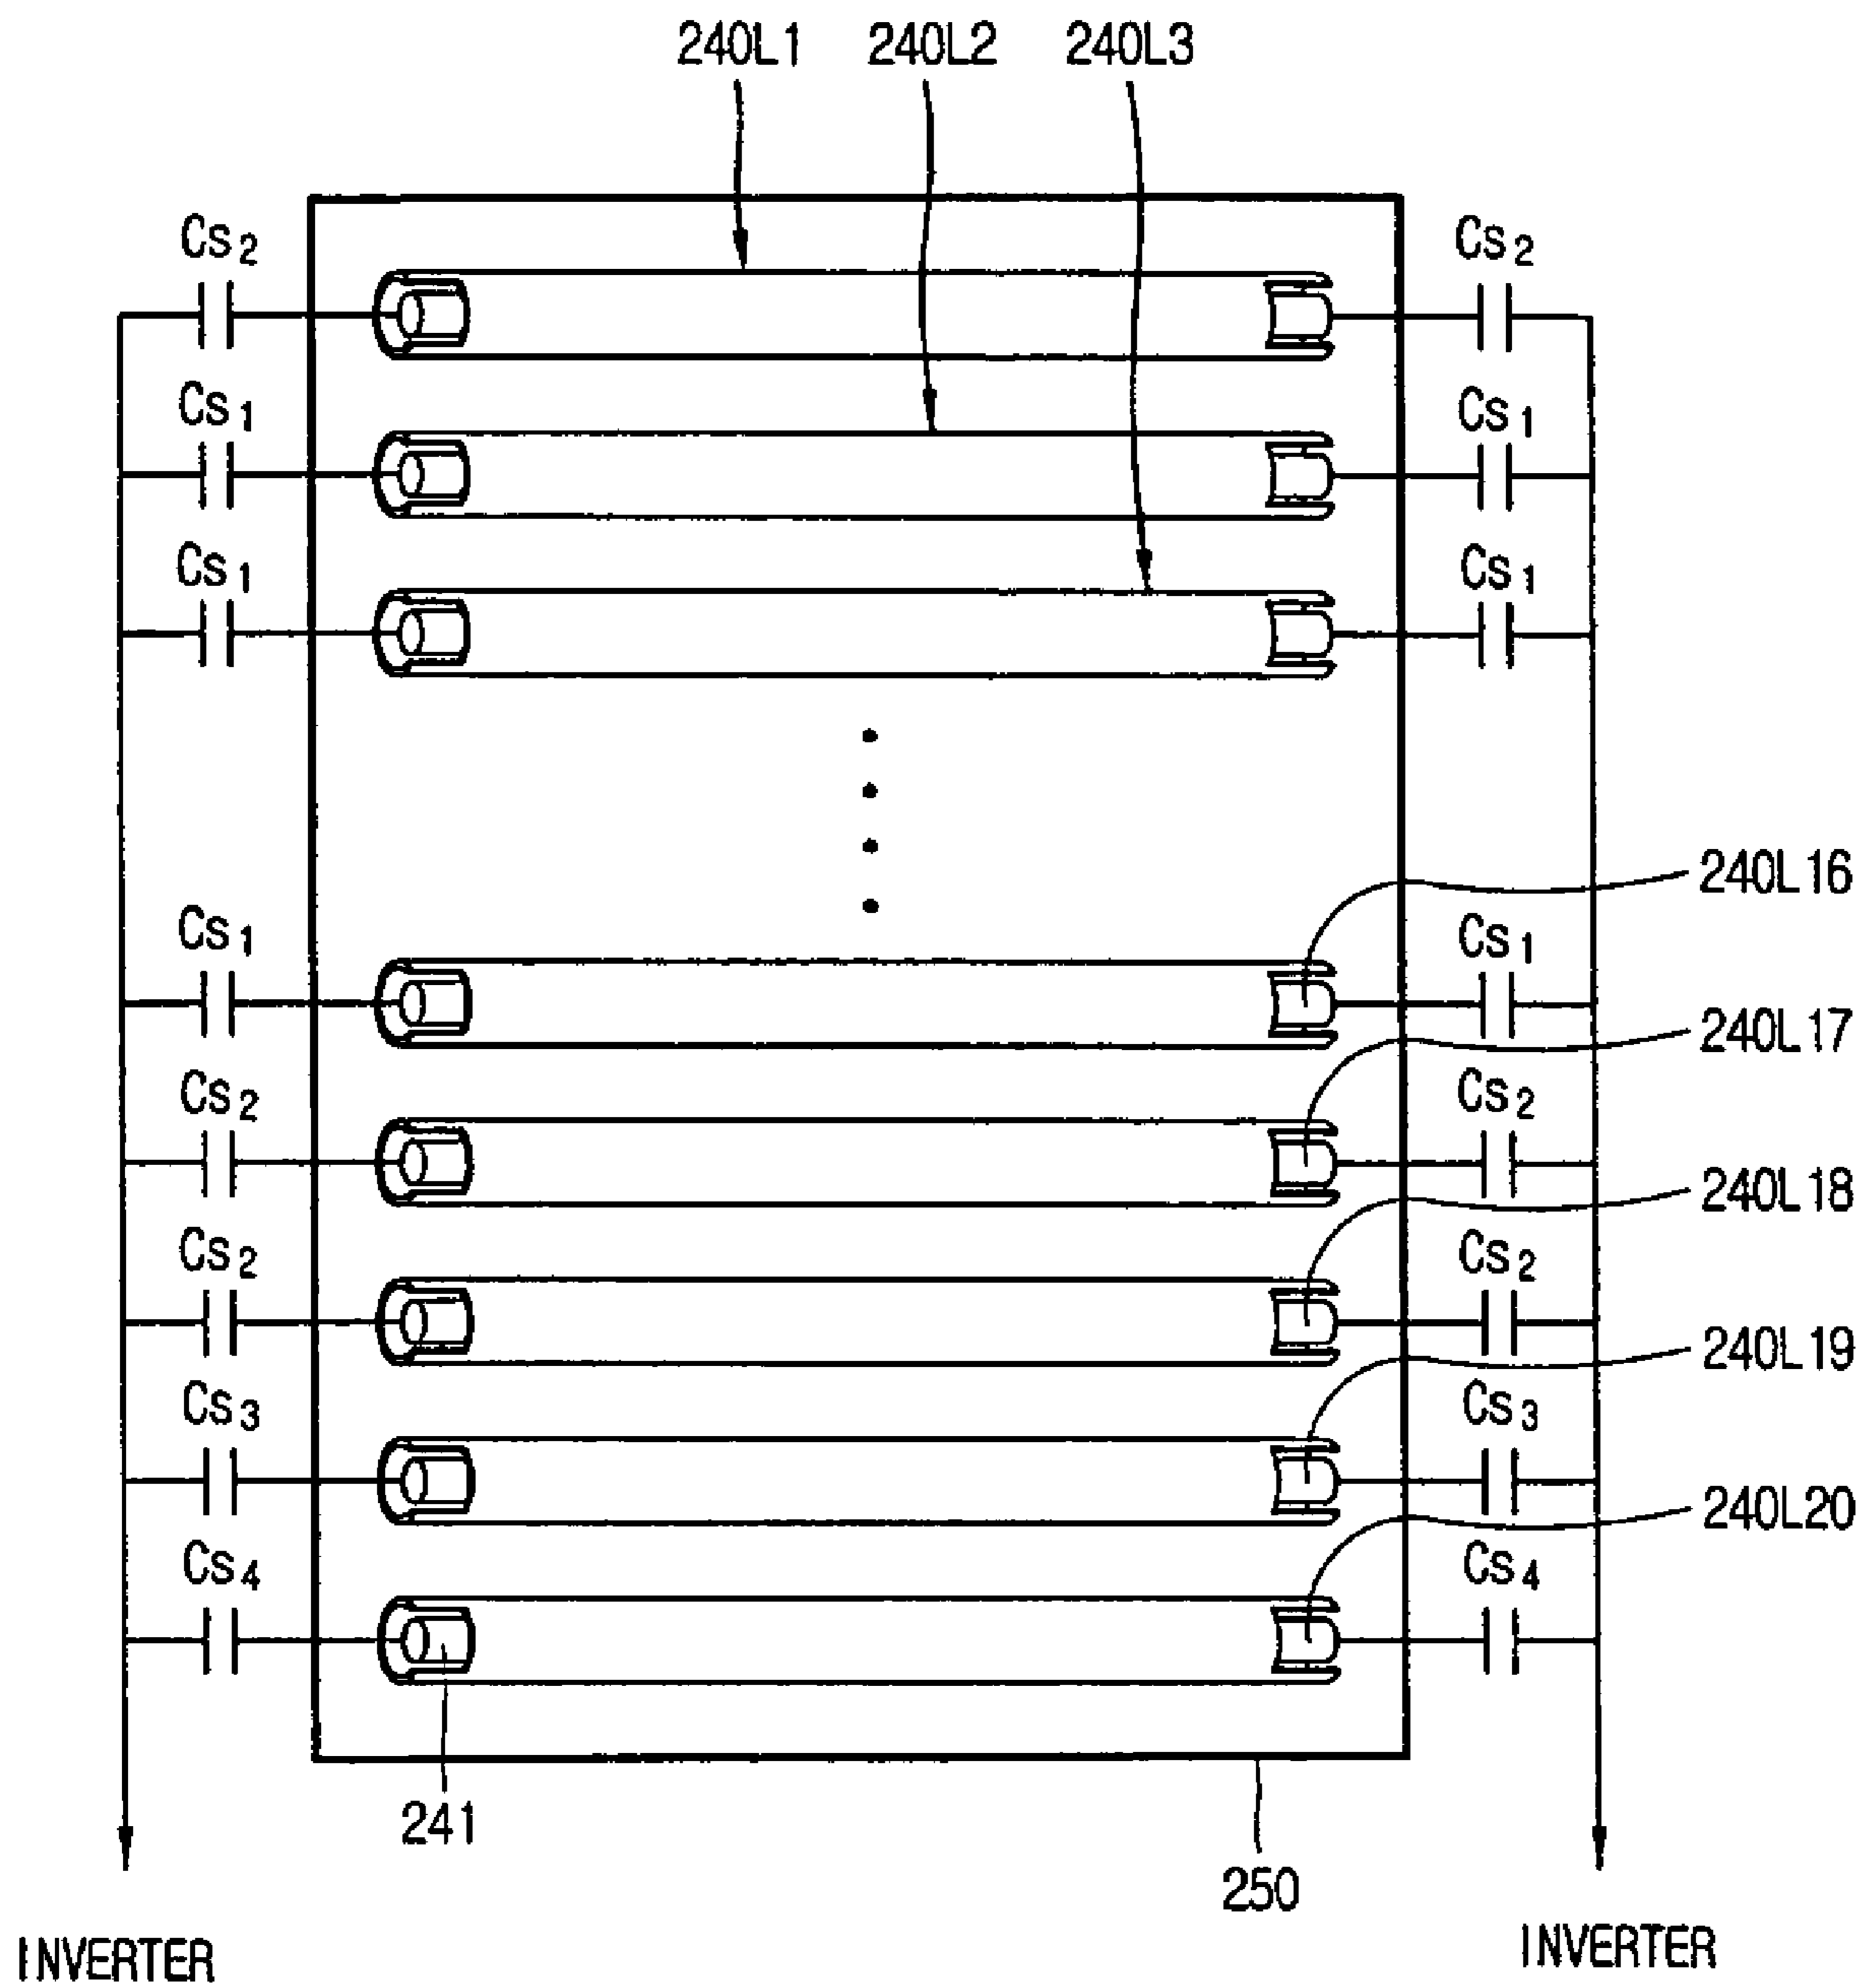 240L1 240L2 240L3
Cs2 Cs2
Cs1 Cs1
Cs1 Cs1
240L16
Cs1 Cs1
240L17
Cs2 Cs2
240L18
Cs2 Cs2
240L19
Cs3 Cs3
240L20
Cs4 Cs4
241
250
INVERTER INVERTER